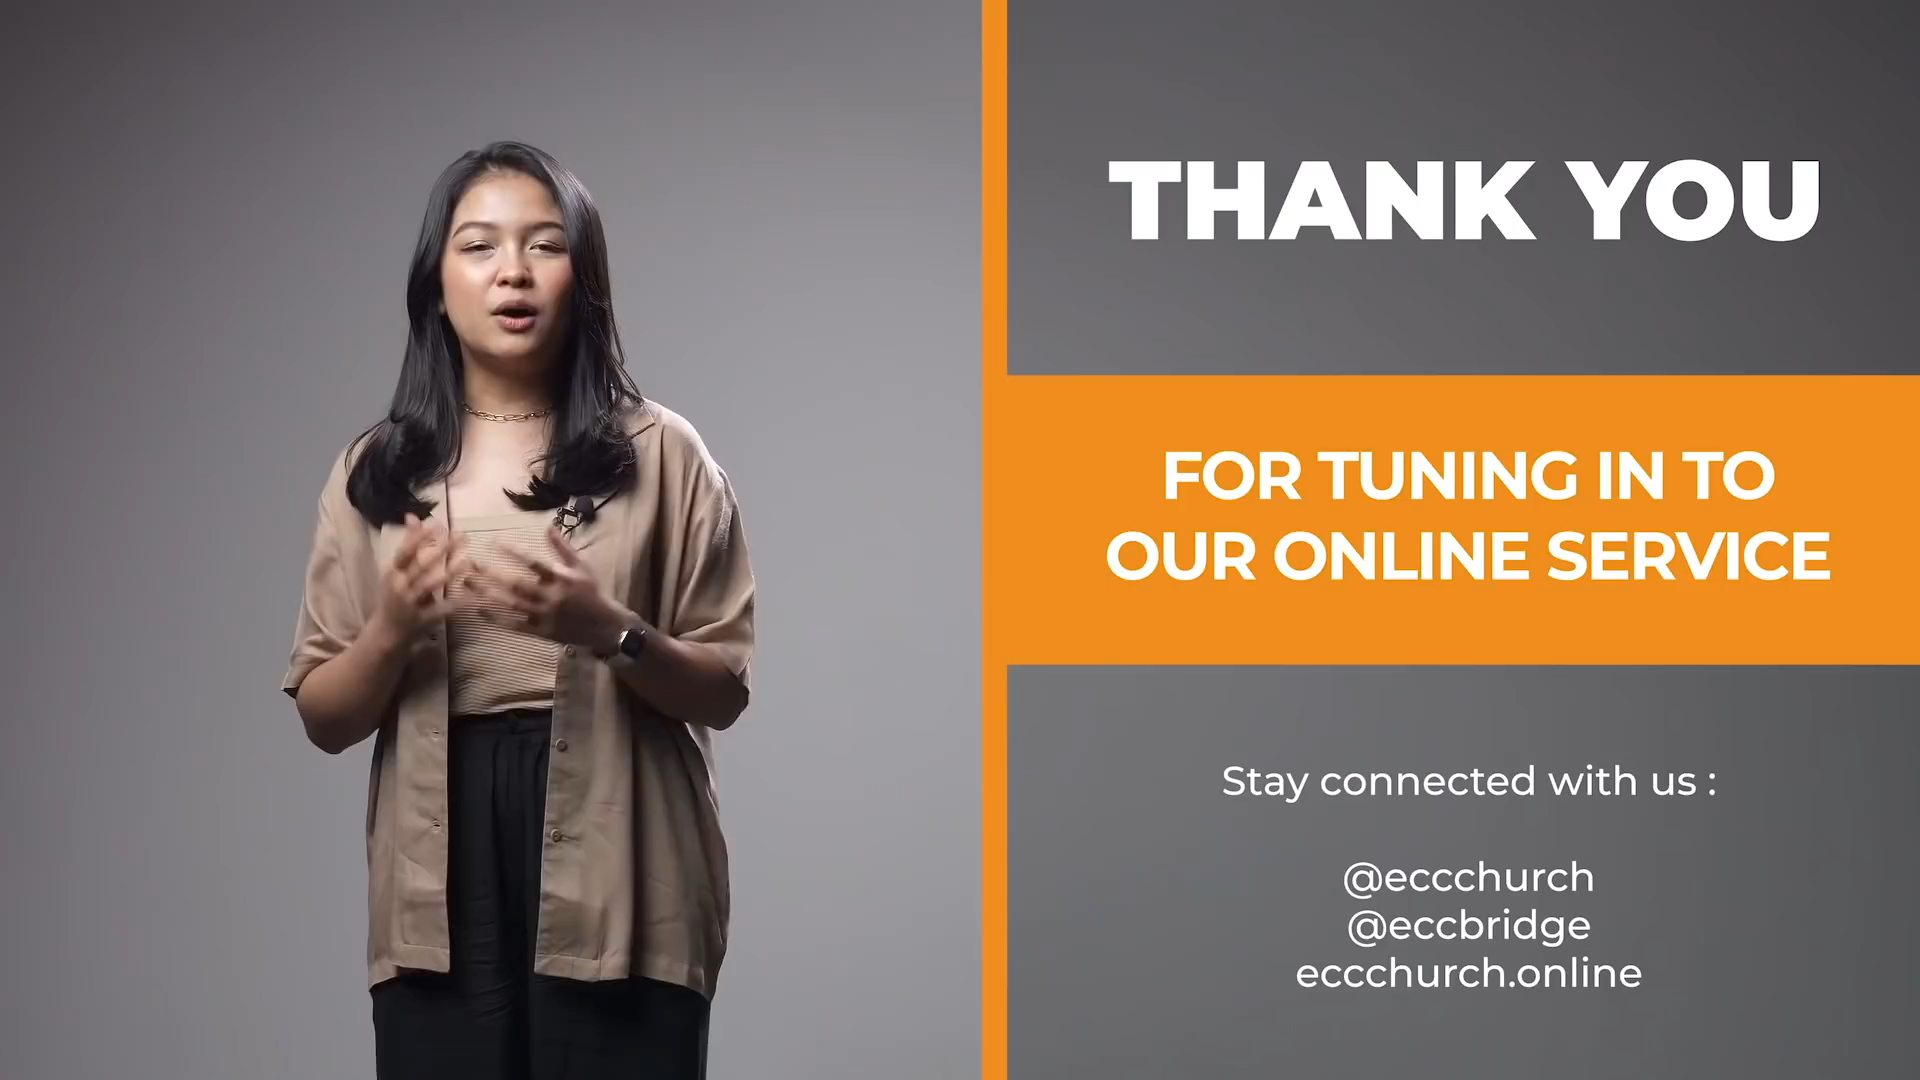 THANK YOU
FOR TUNING IN TO
OUR ONLINE SERVICE
Stay connected with us :
@eccchurch
@eccbridge
eccchurch.online